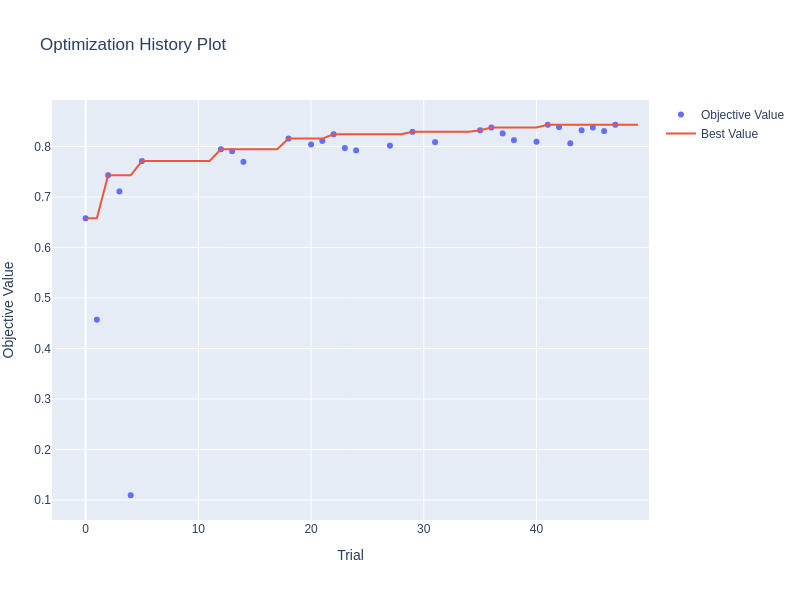 Optimization History Plot
Objective Value
Best Value
0.8
0.7
0.6
0.5
0.4
0.3
0.2
0.1
Objective Value
0
10
20
30
40
Trial